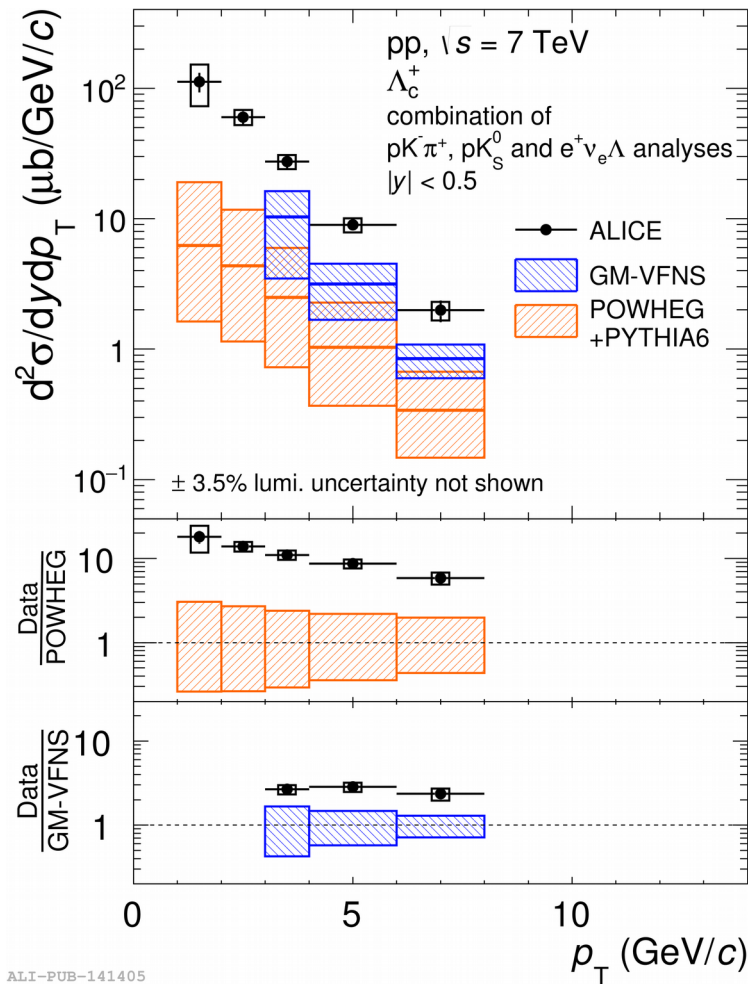 pp, √s = 7 TeV
Λc+
combination of
pK-π+, pK0S and e+νeΛ analyses
|y| < 0.5
ALICE
GM-VFNS
POWHEG
+PYTHIA6
d2σ/dydpT (μb/GeV/c)
10²
10
1
10⁻¹
± 3.5% lumi. uncertainty not shown
Data
POWHEG
10
1
Data
GM-VFNS
10
1
0 5 10
pT (GeV/c)
ALI-PUB-141405